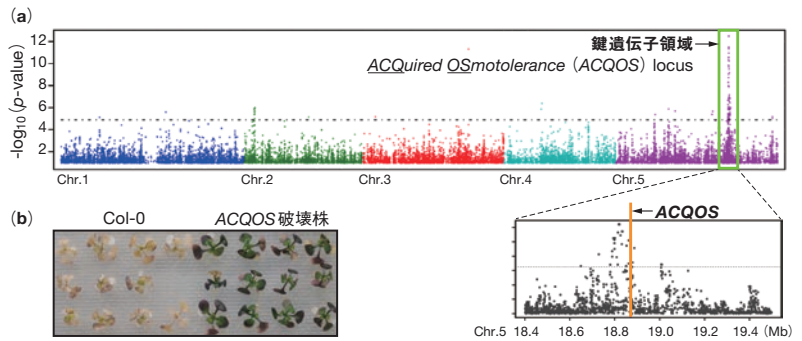 (a)
12
10
8
6
4
2
-log10 (p-value)
鍵遺伝子領域
ACQuired OSmotolerance (ACQOS) locus
Chr.1 Chr.2 Chr.3 Chr.4 Chr.5
(b)
Col-0 ACQOS 破壊株
ACQOS
Chr.5 18.4 18.6 18.8 19.0 19.2 19.4 (Mb)